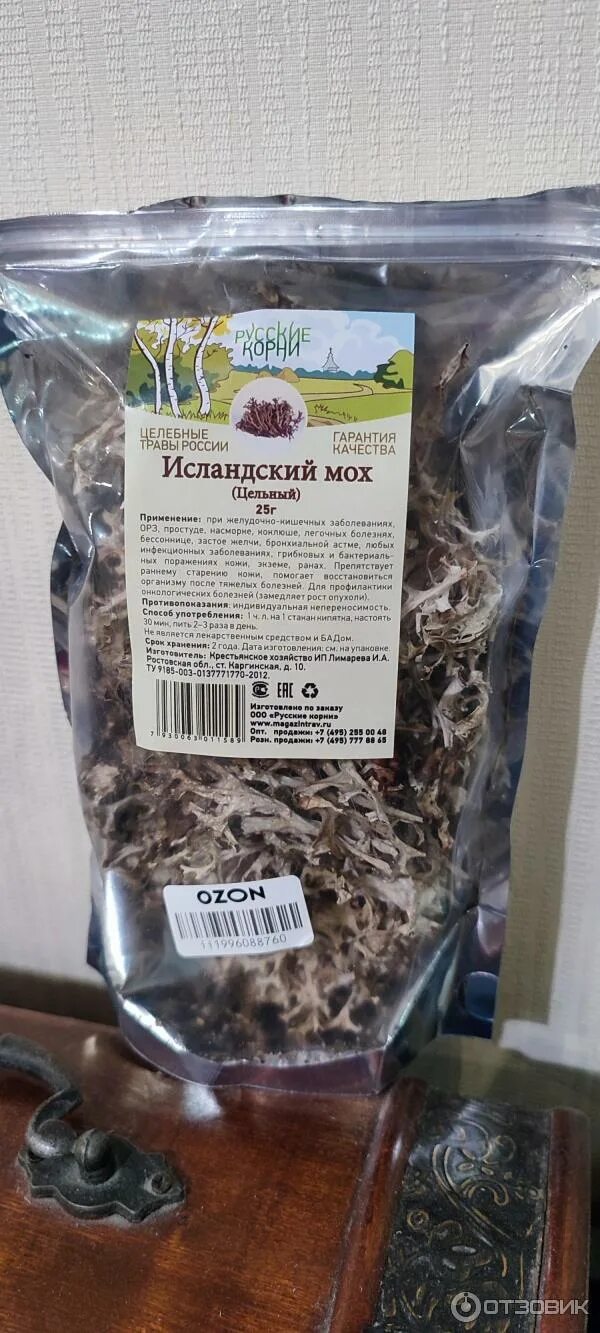 РУССКИЕ
КОРНИ
ЦЕЛЕБНЫЕ
ТРАВЫ РОССИИ
ГАРАНТИЯ
КАЧЕСТВА
Исландский мох
(Цельный)
25г
Применение: при желудочно-кишечных заболеваниях,
ОРЗ, простуде, насморке, коклюше, легочных болезнях,
бессоннице, застое желчи, бронхиальной астме, любых
инфекционных заболеваниях, грибковых и бактериаль-
ных поражениях кожи, экземе, ранах. Препятствует
раннему старению кожи, помогает восстановиться
организму после тяжелых болезней. Для профилактики
онкологических болезней (замедляет рост опухоли).
Противопоказания: индивидуальная непереносимость.
Способ употребления: 1 ч. л. на 1 стакан кипятка, настоять
30 мин, пить 2–3 раза в день.
Не является лекарственным средством и БАДом.
Срок хранения: 2 года. Дата изготовления: см. на упаковке.
Изготовитель: Крестьянское хозяйство ИП Лимарева И.А.
Ростовская обл., ст. Каргинская, д. 10.
ТУ 9185-003-0137771770-2012.
EAC
Изготовлено по заказу
ООО «Русские корни»
www.magazintrav.ru
Опт. продажи: +7 (495) 255 00 48
Розн. продажи: +7 (495) 777 88 65
7 930063 011589
OZON
111996088760
ОТЗОВИК